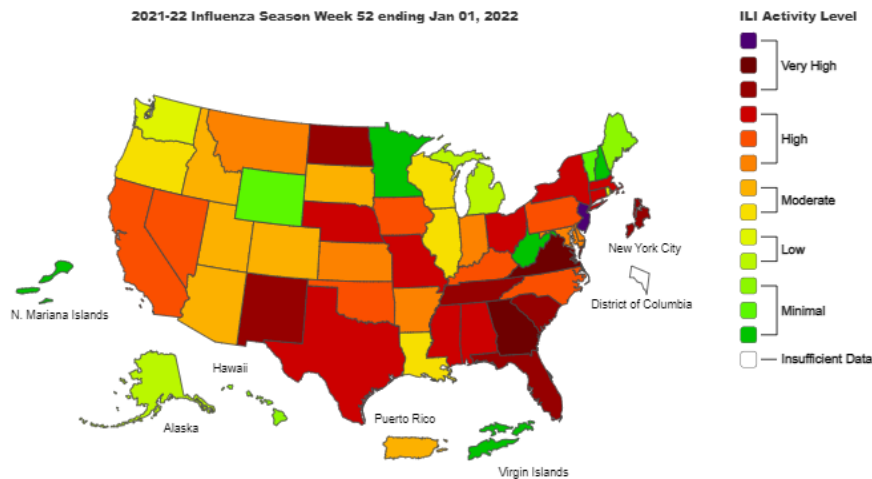 2021-22 Influenza Season Week 52 ending Jan 01, 2022
ILI Activity Level
Very High
High
Moderate
Low
Minimal
Insufficient Data
New York City
District of Columbia
N. Mariana Islands
Hawaii
Alaska
Puerto Rico
Virgin Islands